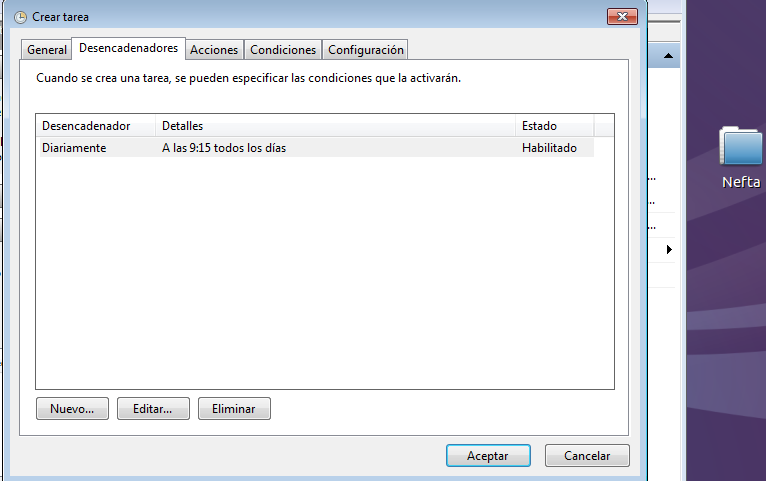 Crear tarea
General Desencadenadores Acciones Condiciones Configuración
Cuando se crea una tarea, se pueden especificar las condiciones que la activarán.
Desencadenador Detalles Estado
Diariamente A las 9:15 todos los días Habilitado
Nefta
Nuevo... Editar... Eliminar
Aceptar Cancelar